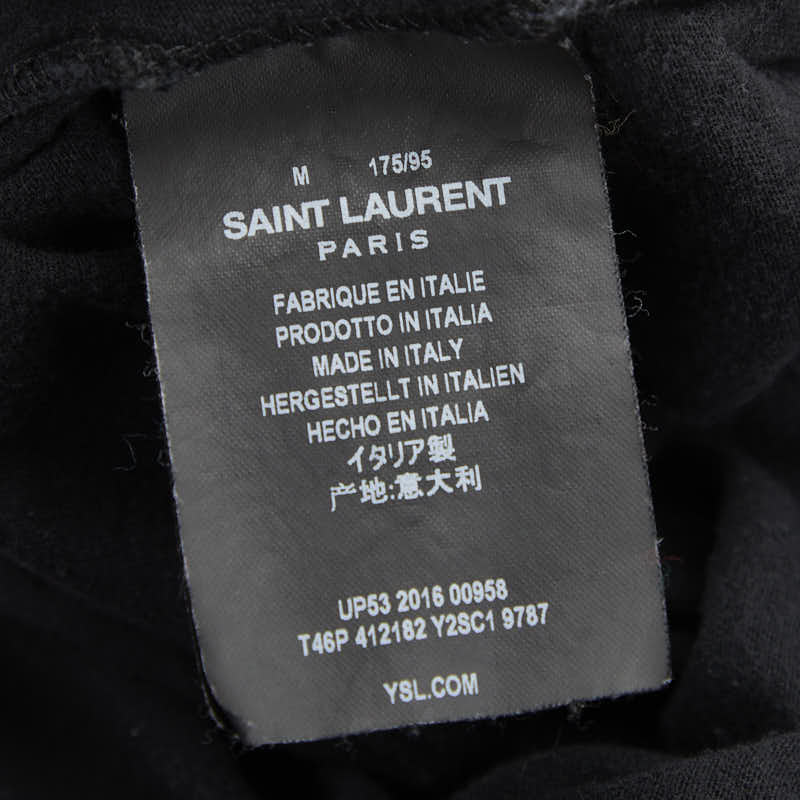 M 175/95
SAINT LAURENT
PARIS
FABRIQUE EN ITALIE
PRODOTTO IN ITALIA
MADE IN ITALY
HERGESTELLT IN ITALIEN
HECHO EN ITALIA
イタリア製
产地:意大利
UP53 2016 00958
T46P 412182 Y2SC1 9787
YSL.COM